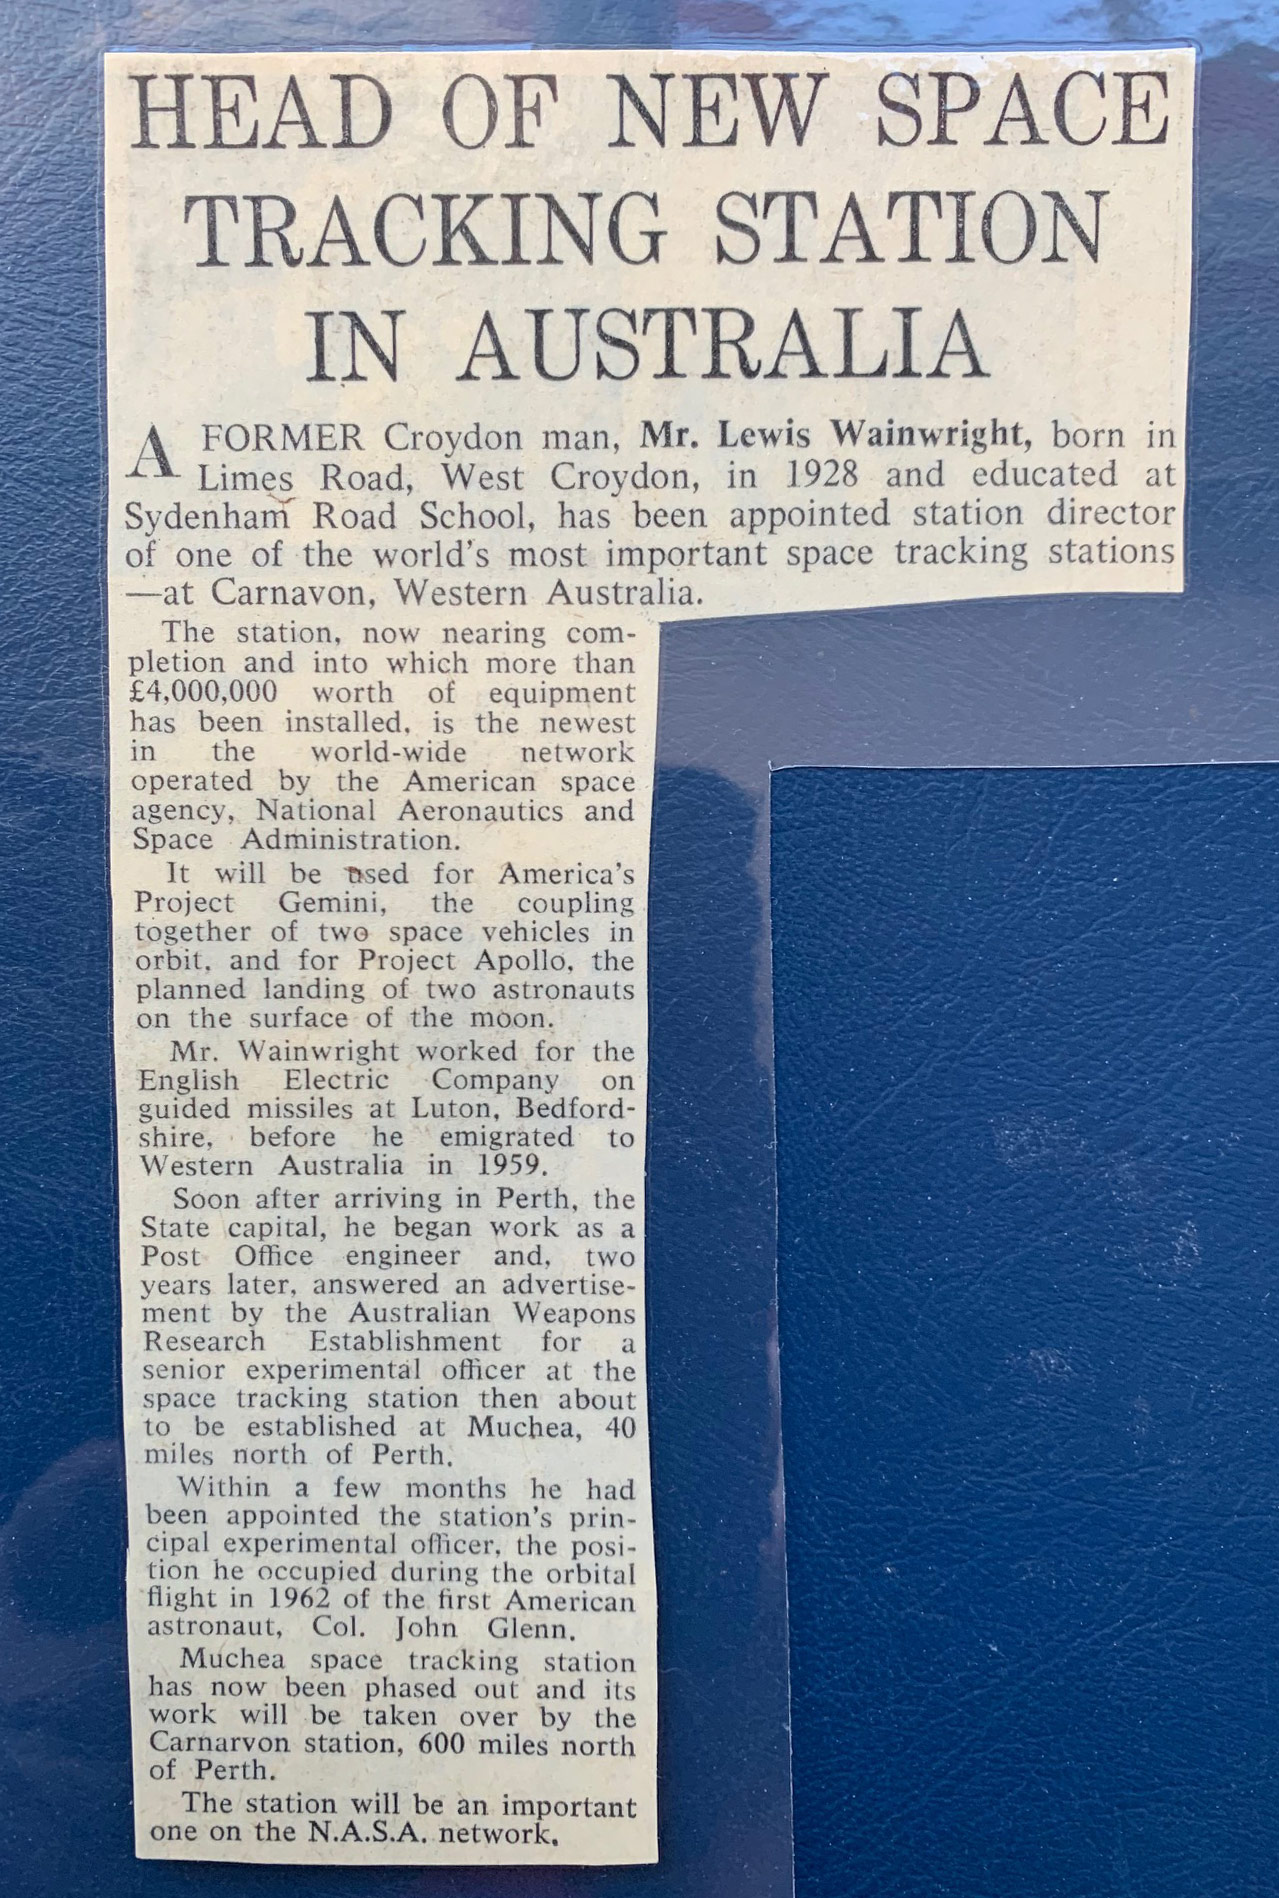 HEAD OF NEW SPACE
TRACKING STATION
IN AUSTRALIA
A FORMER Croydon man, Mr. Lewis Wainwright, born in
Limes Road, West Croydon, in 1928 and educated at
Sydenham Road School, has been appointed station director
of one of the world's most important space tracking stations
—at Carnavon, Western Australia.
The station, now nearing com-
pletion and into which more than
£4,000,000 worth of equipment
has been installed, is the newest
in the world-wide network
operated by the American space
agency, National Aeronautics and
Space Administration.
It will be used for America's
Project Gemini, the coupling
together of two space vehicles in
orbit, and for Project Apollo, the
planned landing of two astronauts
on the surface of the moon.
Mr. Wainwright worked for the
English Electric Company on
guided missiles at Luton, Bedford-
shire, before he emigrated to
Western Australia in 1959.
Soon after arriving in Perth, the
State capital, he began work as a
Post Office engineer and, two
years later, answered an advertise-
ment by the Australian Weapons
Research Establishment for a
senior experimental officer at the
space tracking station then about
to be established at Muchea, 40
miles north of Perth.
Within a few months he had
been appointed the station's prin-
cipal experimental officer, the posi-
tion he occupied during the orbital
flight in 1962 of the first American
astronaut, Col. John Glenn.
Muchea space tracking station
has now been phased out and its
work will be taken over by the
Carnarvon station, 600 miles north
of Perth.
The station will be an important
one on the N.A.S.A. network.